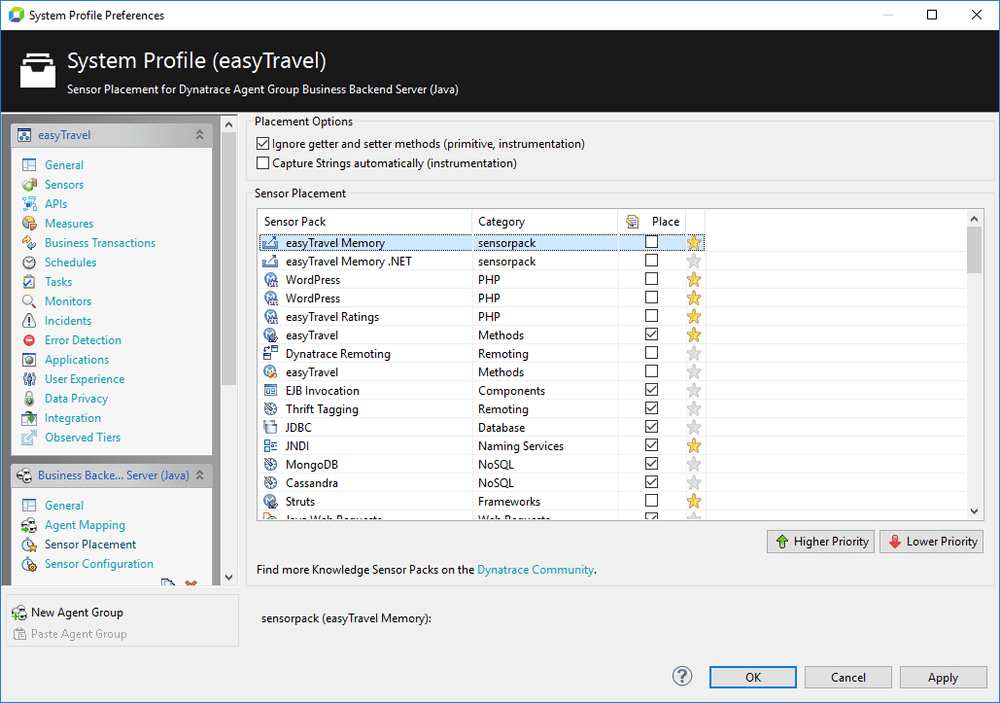 System Profile Preferences
System Profile (easyTravel)
Sensor Placement for Dynatrace Agent Group Business Backend Server (Java)
easyTravel
General
Sensors
APIs
Measures
Business Transactions
Schedules
Tasks
Monitors
Incidents
Error Detection
Applications
User Experience
Data Privacy
Integration
Observed Tiers
Business Backe... Server (Java)
General
Agent Mapping
Sensor Placement
Sensor Configuration
New Agent Group
Paste Agent Group
Placement Options
Ignore getter and setter methods (primitive, instrumentation)
Capture Strings automatically (instrumentation)
Sensor Placement
Sensor Pack Category Place
easyTravel Memory sensorpack
easyTravel Memory .NET sensorpack
WordPress PHP
WordPress PHP
easyTravel Ratings PHP
easyTravel Methods
Dynatrace Remoting Remoting
easyTravel Methods
EJB Invocation Components
Thrift Tagging Remoting
JDBC Database
JNDI Naming Services
MongoDB NoSQL
Cassandra NoSQL
Struts Frameworks
Java Web Requests Web Requests
Higher Priority Lower Priority
Find more Knowledge Sensor Packs on the Dynatrace Community.
sensorpack (easyTravel Memory):
? OK Cancel Apply